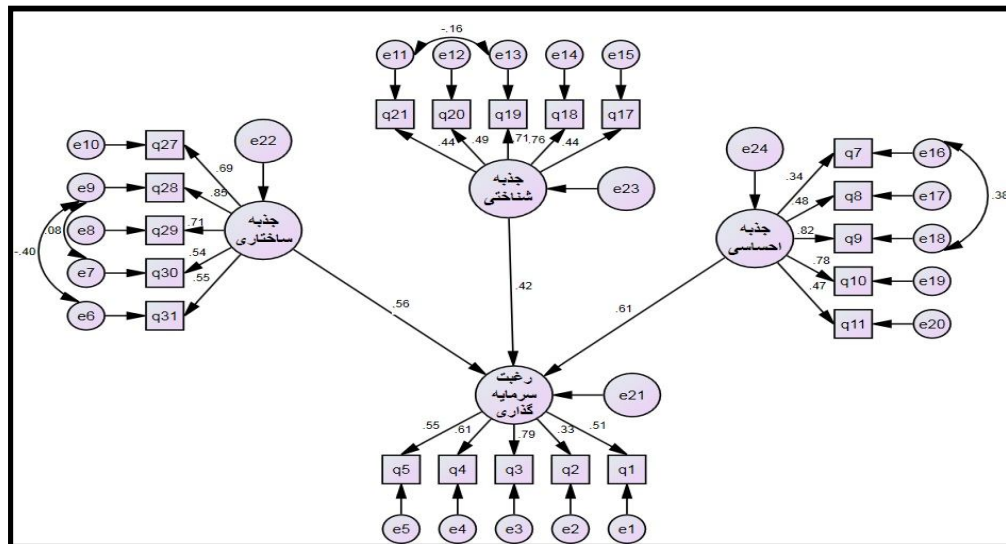 -.16
e11
e12
e13
e14
e15
q21
q20
q19
q18
q17
.44
.49
.71
.76
.44
جذبه
شناختی
e23
e10
q27
e22
.69
e9
q28
.85
e8
q29
.71
.08
-.40
e7
q30
.54
e6
q31
.55
جذبه
ساختاری
e24
q7
e16
.34
q8
e17
.48
.38
q9
e18
.82
q10
e19
.78
q11
e20
.47
جذبه
احساسی
.56
.42
.61
رغبت
سرمایه
گذاری
e21
.55
.61
.79
.33
.51
q5
q4
q3
q2
q1
e5
e4
e3
e2
e1